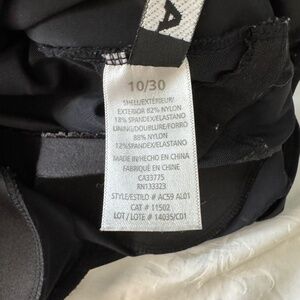 A
10/30
SHELL/EXTÉRIEUR/
EXTERIOR 82% NYLON
18% SPANDEX/ELASTANO
LINING/DOUBLURE/FORRO
88% NYLON
12%SPANDEX/ELASTANO
MADE IN/HECHO EN CHINA
FABRIQUÉ EN CHINE
CA33775
RN133323
STYLE/ESTILO # AC59 AL01
CAT # 11502
LOT / LOTE # 14035/C01